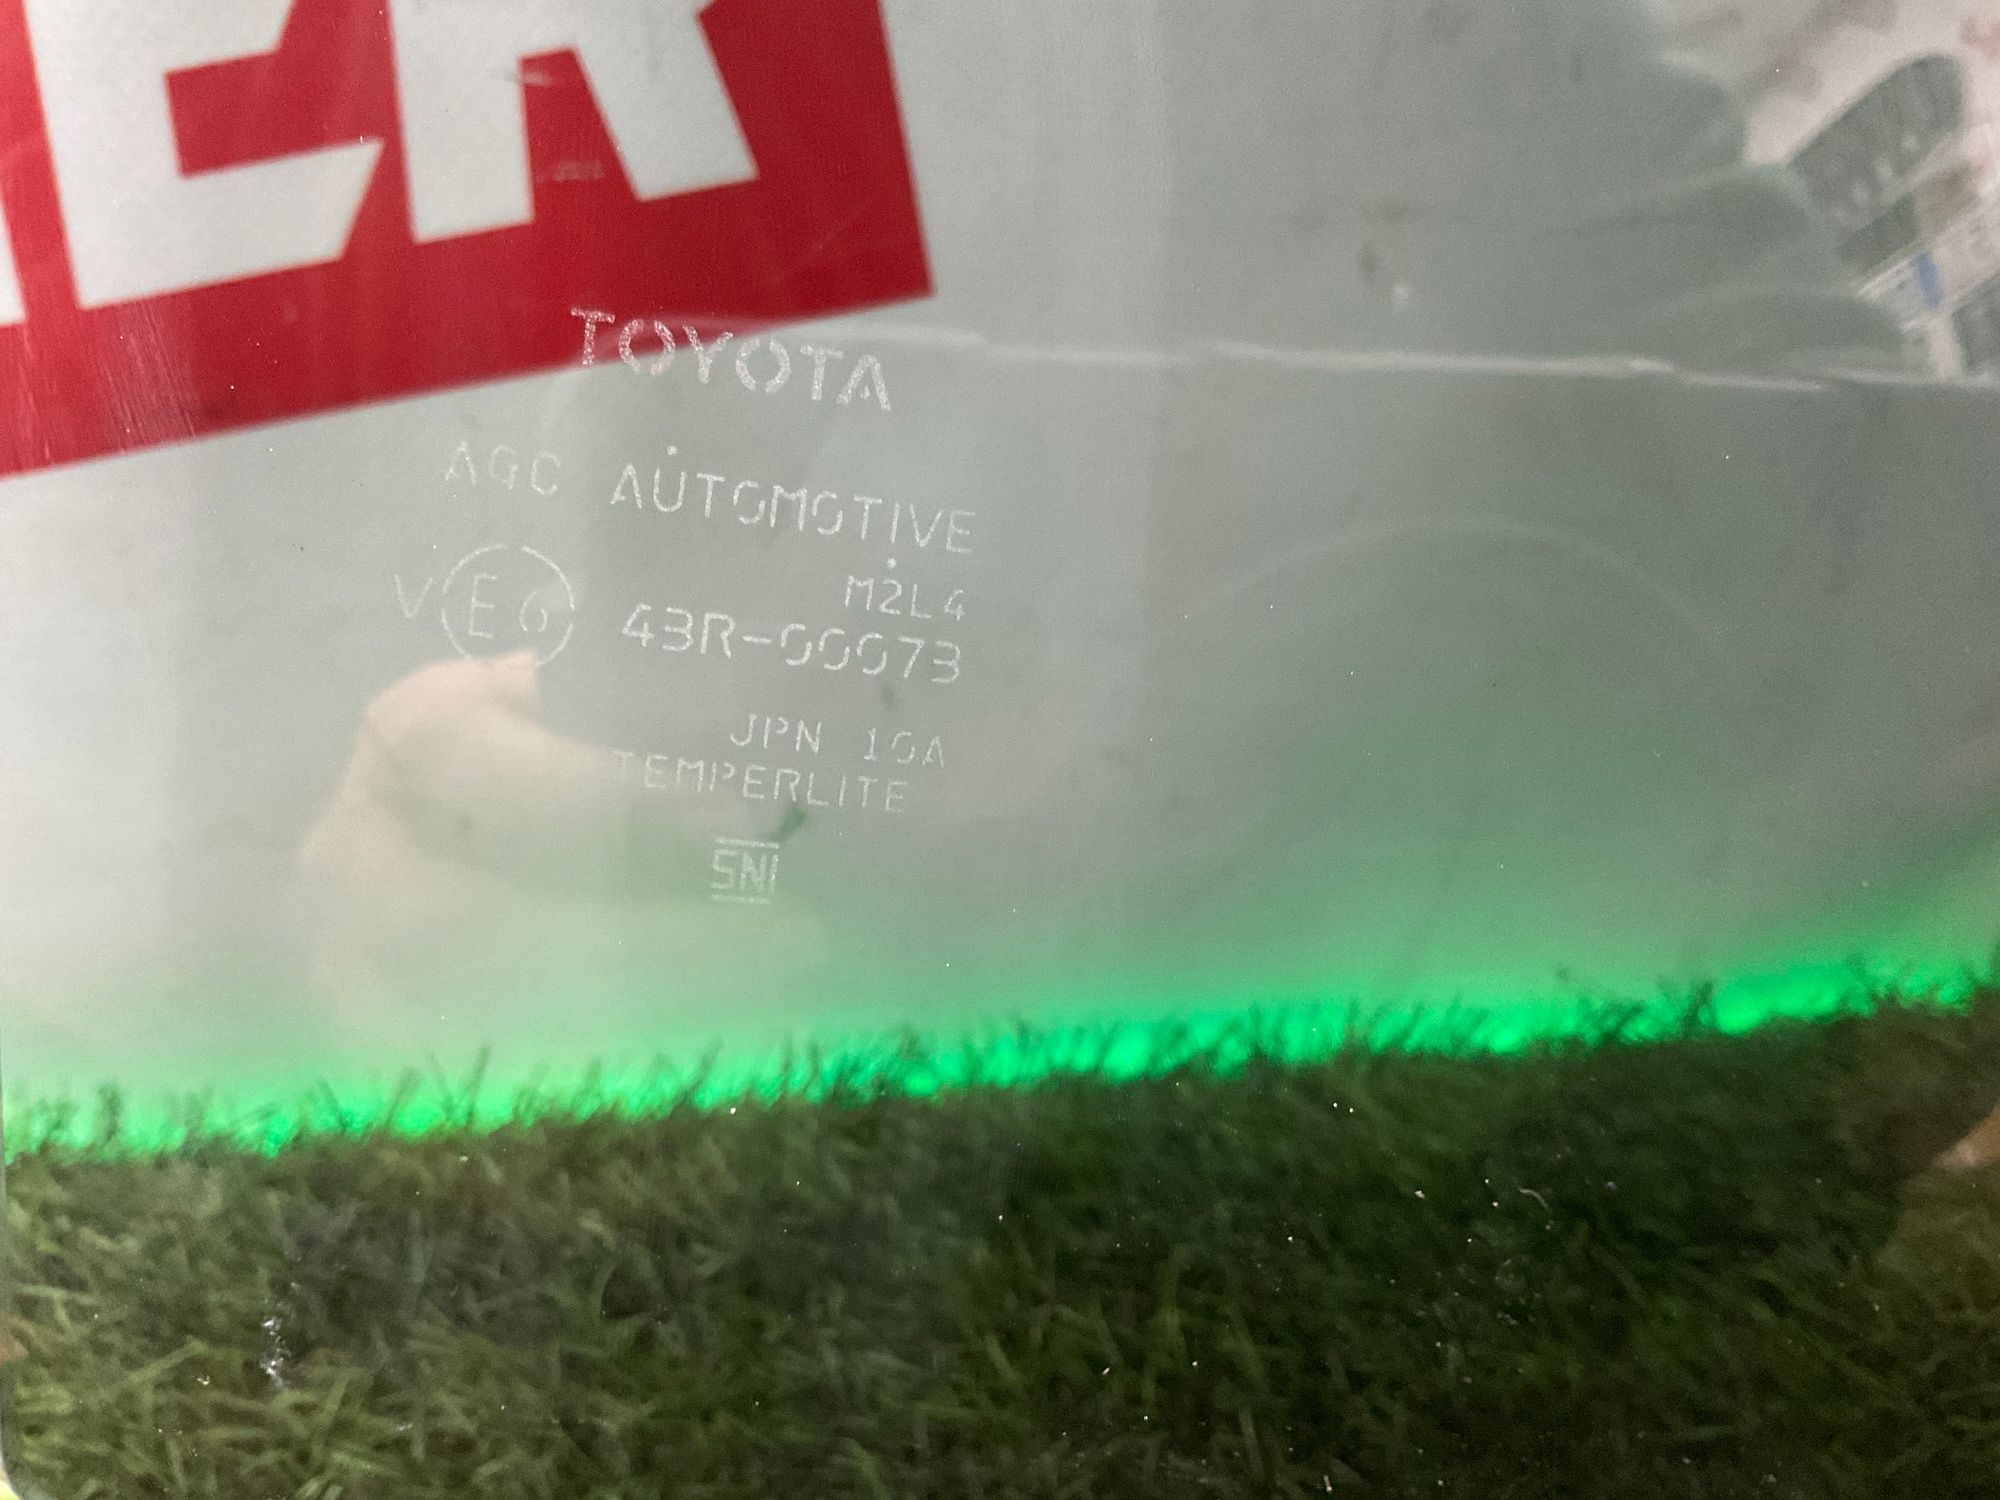 ER
TOYOTA
AGC AUTOMOTIVE
M2L4
V E6 43R-00073
JPN 10A
TEMPERLITE
SNI